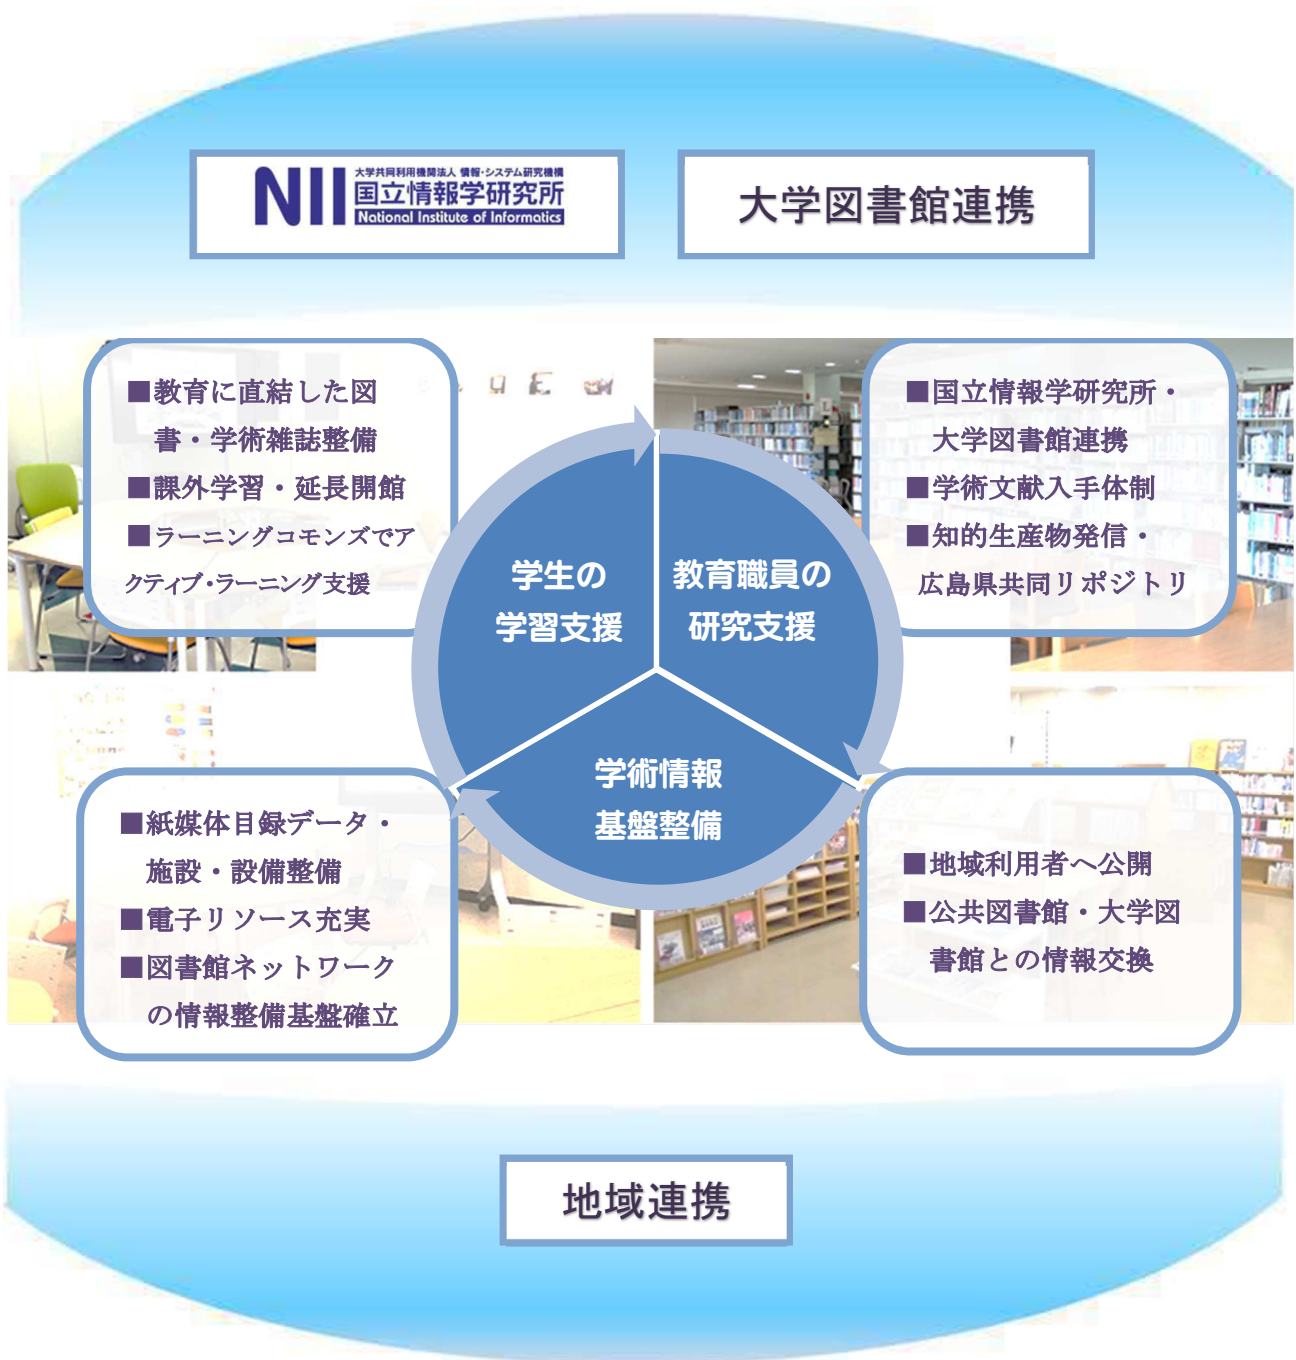 NII
大学共同利用機関法人 情報・システム研究機構
国立情報学研究所
National Institute of Informatics
大学図書館連携
■教育に直結した図
書・学術雑誌整備
■課外学習・延長開館
■ラーニングコモンズでア
クティブ・ラーニング支援
■国立情報学研究所・
大学図書館連携
■学術文献入手体制
■知的生産物発信・
広島県共同リポジトリ
学生の
学習支援
教育職員の
研究支援
学術情報
基盤整備
■紙媒体目録データ・
施設・設備整備
■電子リソース充実
■図書館ネットワーク
の情報整備基盤確立
■地域利用者へ公開
■公共図書館・大学図
書館との情報交換
地域連携